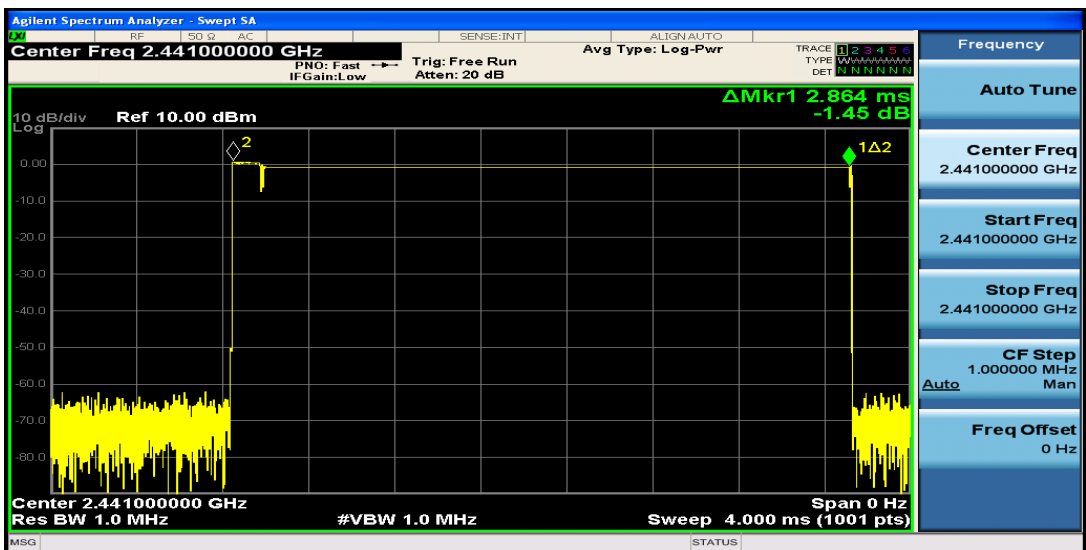 Agilent Spectrum Analyzer - Swept SA
LXI RF 50 Ω AC SENSE:INT ALIGNAUTO
Center Freq 2.441000000 GHz
PNO: Fast
IFGain:Low
Trig: Free Run
Atten: 20 dB
Avg Type: Log-Pwr
TRACE 1 2 3 4 5 6
TYPE WWWWWW
DET N N N N N N
ΔMkr1 2.864 ms
-1.45 dB
10 dB/div Ref 10.00 dBm
Log
2
1Δ2
0.00
-10.0
-20.0
-30.0
-40.0
-50.0
-60.0
-70.0
-80.0
Center 2.441000000 GHz Span 0 Hz
Res BW 1.0 MHz #VBW 1.0 MHz Sweep 4.000 ms (1001 pts)
MSG STATUS
Frequency
Auto Tune
Center Freq
2.441000000 GHz
Start Freq
2.441000000 GHz
Stop Freq
2.441000000 GHz
CF Step
1.000000 MHz
Auto Man
Freq Offset
0 Hz